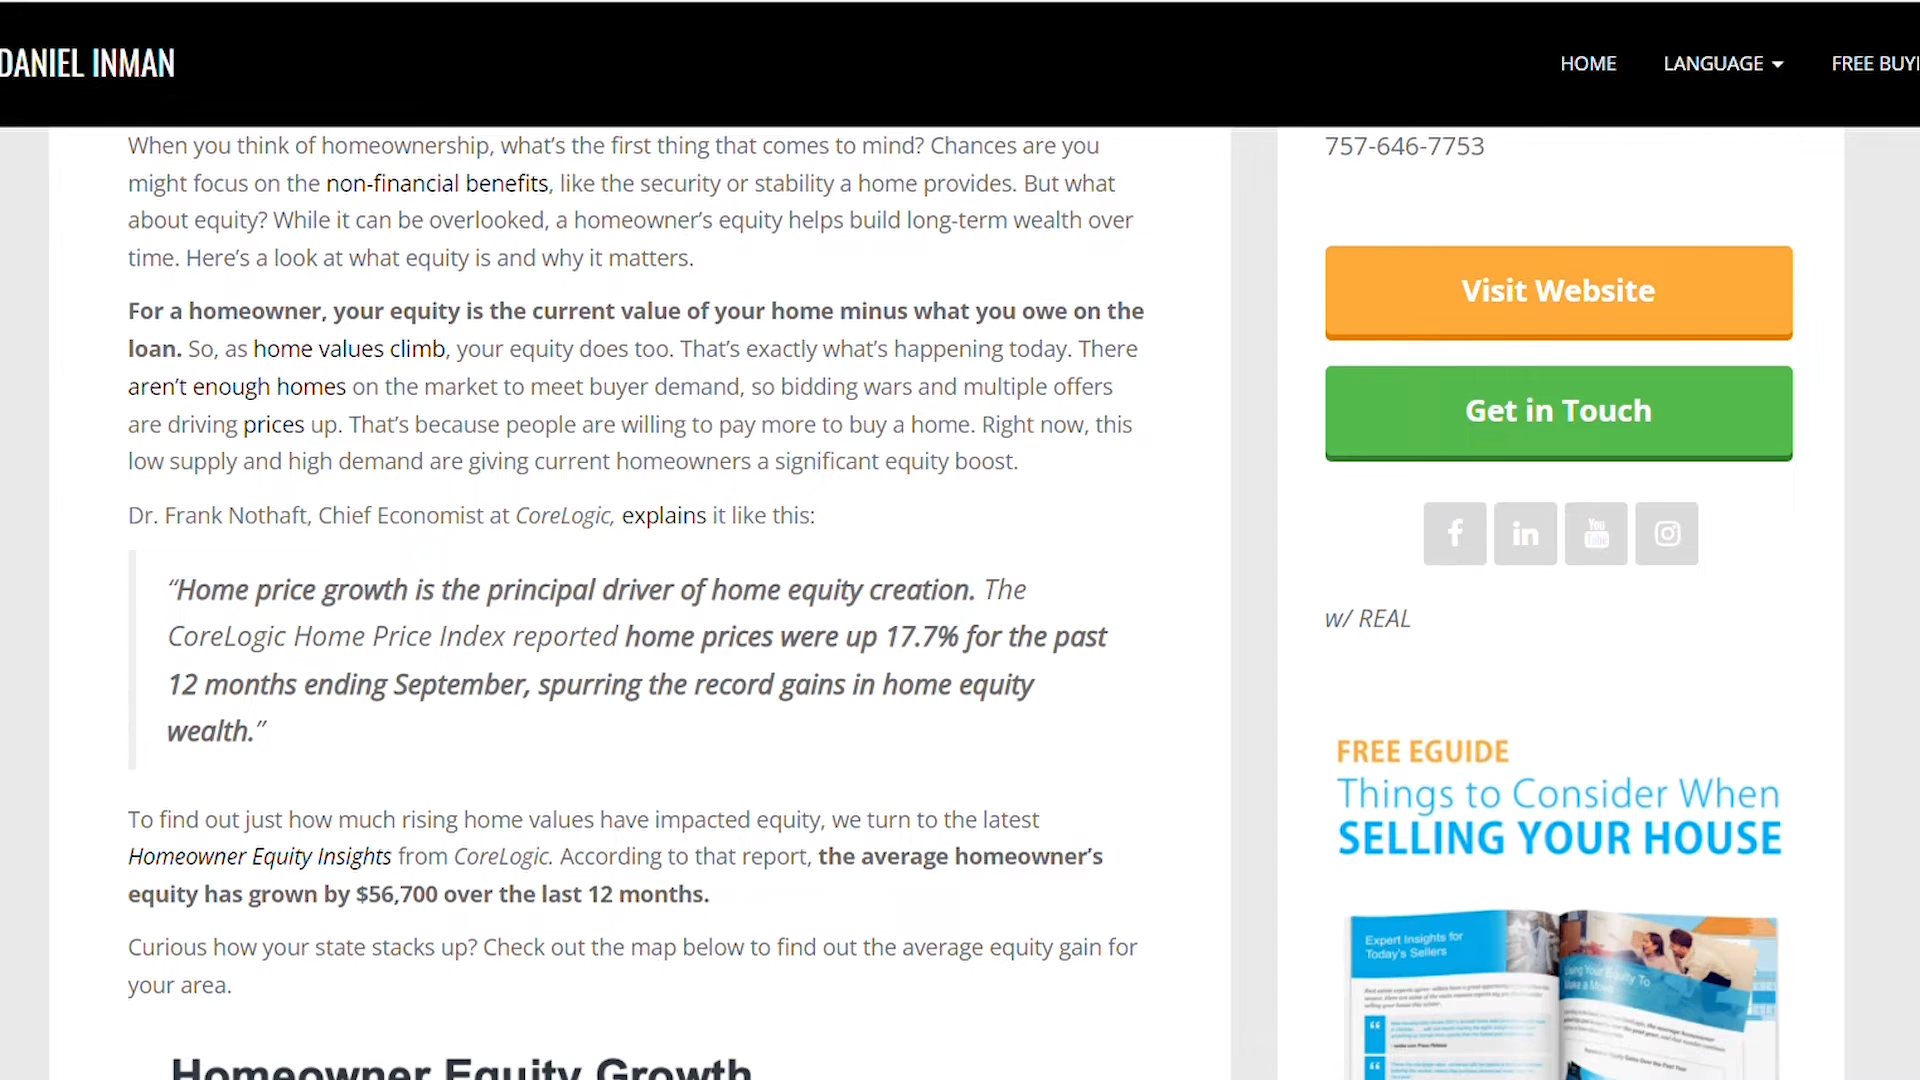 DANIEL INMAN
HOME
LANGUAGE
FREE BUYI
When you think of homeownership, what’s the first thing that comes to mind? Chances are you
might focus on the non-financial benefits, like the security or stability a home provides. But what
about equity? While it can be overlooked, a homeowner’s equity helps build long-term wealth over
time. Here’s a look at what equity is and why it matters.
For a homeowner, your equity is the current value of your home minus what you owe on the
loan. So, as home values climb, your equity does too. That’s exactly what’s happening today. There
aren’t enough homes on the market to meet buyer demand, so bidding wars and multiple offers
are driving prices up. That’s because people are willing to pay more to buy a home. Right now, this
low supply and high demand are giving current homeowners a significant equity boost.
Dr. Frank Nothaft, Chief Economist at CoreLogic, explains it like this:
“Home price growth is the principal driver of home equity creation. The
CoreLogic Home Price Index reported home prices were up 17.7% for the past
12 months ending September, spurring the record gains in home equity
wealth.”
To find out just how much rising home values have impacted equity, we turn to the latest
Homeowner Equity Insights from CoreLogic. According to that report, the average homeowner’s
equity has grown by $56,700 over the last 12 months.
Curious how your state stacks up? Check out the map below to find out the average equity gain for
your area.
Homeowner Equity Growth
757-646-7753
Visit Website
Get in Touch
You
Tube
w/ REAL
FREE EGUIDE
Things to Consider When
SELLING YOUR HOUSE
Expert Insights for
Today's Sellers
Using Your Equity To
Make a Move